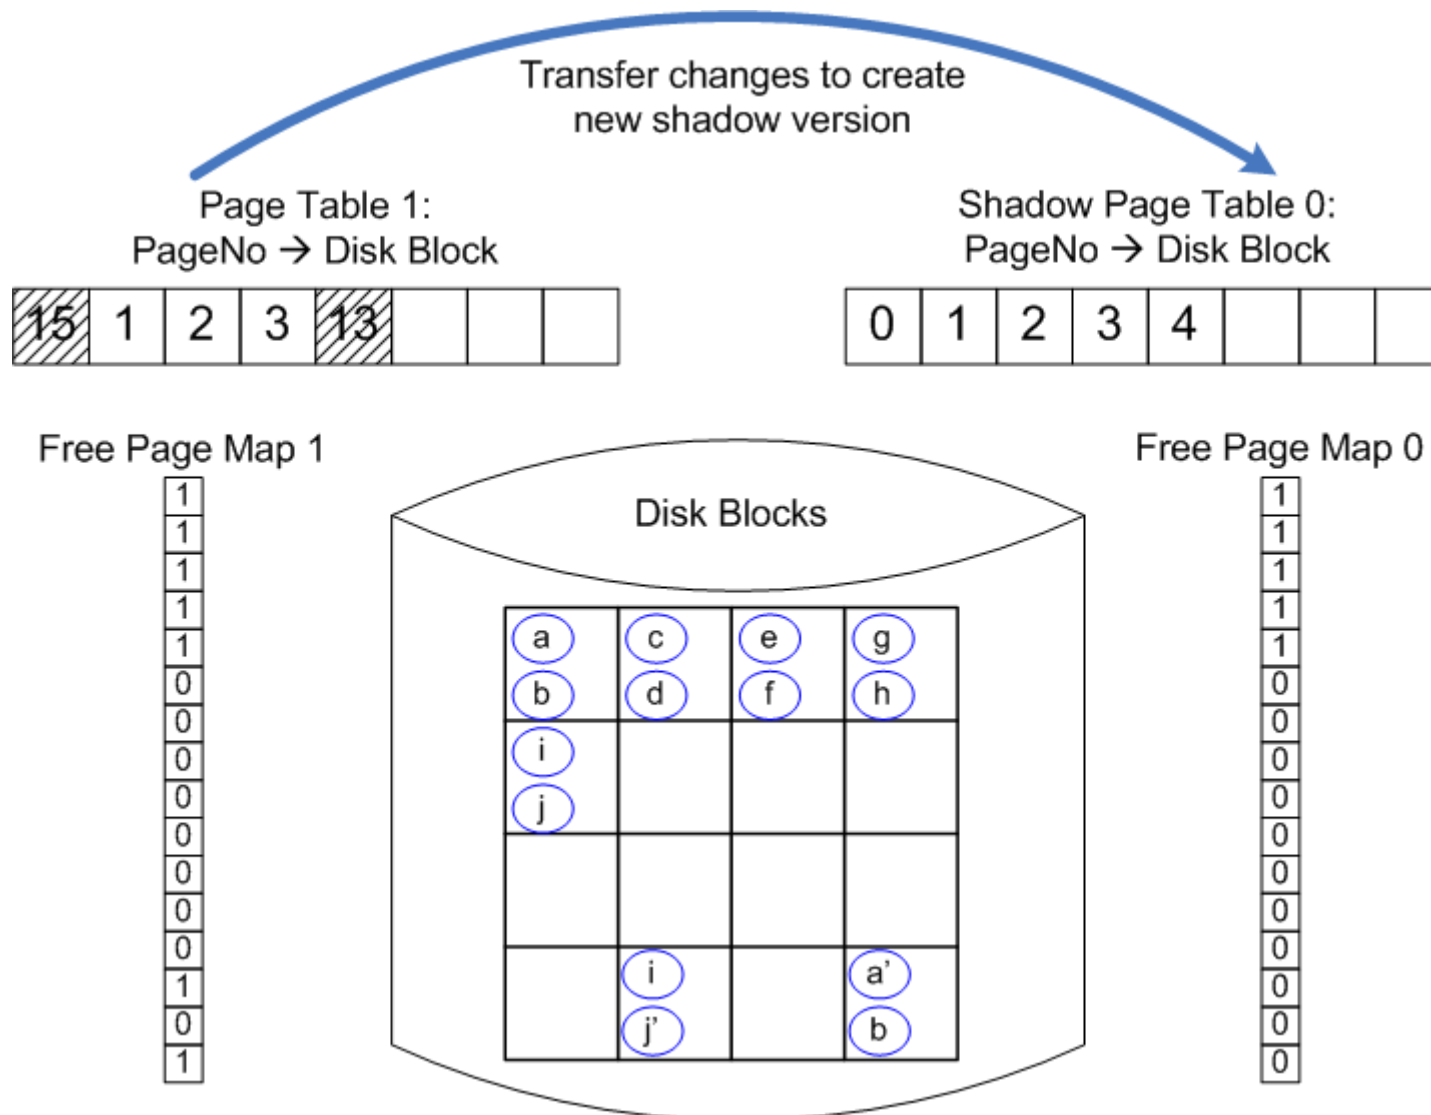 Transfer changes to create
new shadow version
Page Table 1:
PageNo → Disk Block
Shadow Page Table 0:
PageNo → Disk Block
15 1 2 3 13
0 1 2 3 4
Free Page Map 1
1
1
1
1
1
0
0
0
0
0
0
0
0
1
0
1
Disk Blocks
a c e g
b d f h
i
j
i a’
j’ b
Free Page Map 0
1
1
1
1
1
0
0
0
0
0
0
0
0
0
0
0